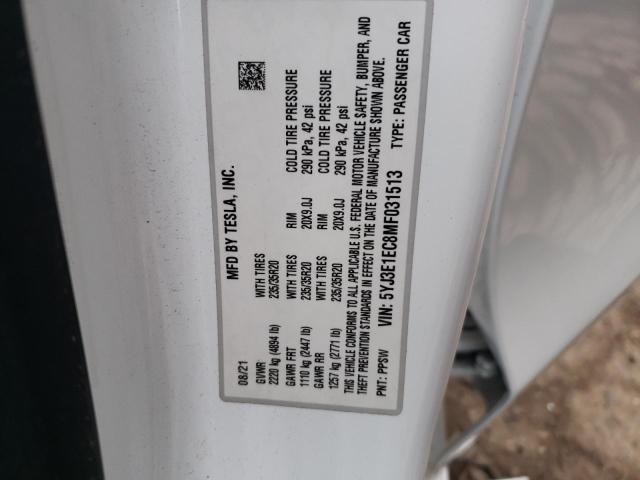 MFD BY TESLA, INC.
08/21
GVWR WITH TIRES RIM COLD TIRE PRESSURE
2220 kg (4894 lb) 235/35R20 20X9.0J 290 kPa, 42 psi
GAWR FRT WITH TIRES RIM COLD TIRE PRESSURE
1110 kg (2447 lb) 235/35R20 20X9.0J 290 kPa, 42 psi
GAWR RR
1257 kg (2771 lb)
THIS VEHICLE CONFORMS TO ALL APPLICABLE U.S. FEDERAL MOTOR VEHICLE SAFETY, BUMPER, AND
THEFT PREVENTION STANDARDS IN EFFECT ON THE DATE OF MANUFACTURE SHOWN ABOVE.
VIN: 5YJ3E1EC8MF031513
PNT: PPSW TYPE: PASSENGER CAR